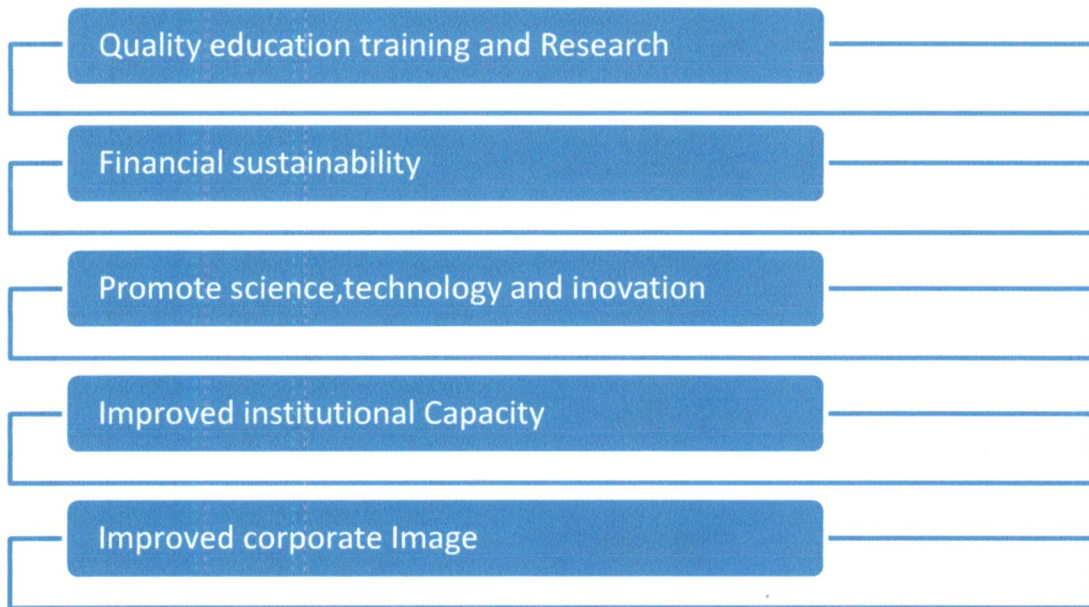 Quality education training and Research
Financial sustainability
Promote science,technology and inovation
Improved institutional Capacity
Improved corporate Image